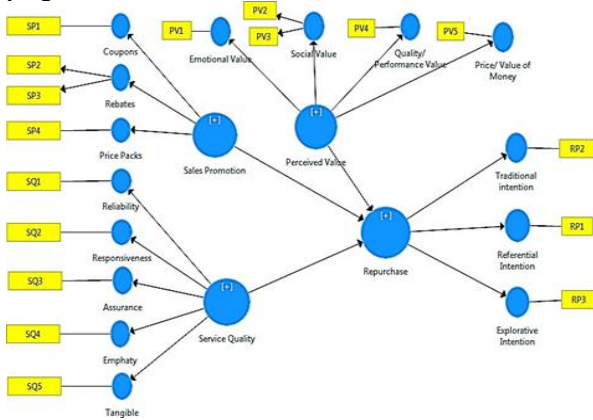 SP1
SP2
SP3
SP4
SQ1
SQ2
SQ3
SQ4
SQ5
Coupons
Rebates
Price Packs
Reliability
Responsiveness
Assurance
Emphaty
Tangible
[+]
Sales Promotion
[+]
Service Quality
PV1
Emotional Value
PV2
PV3
Social Value
PV4
Quality/
Performance Value
PV5
Price/ Value of
Money
[+]
Perceived Value
[+]
Repurchase
Traditional
intention
RP2
Referential
Intention
RP1
Explorative
Intention
RP3